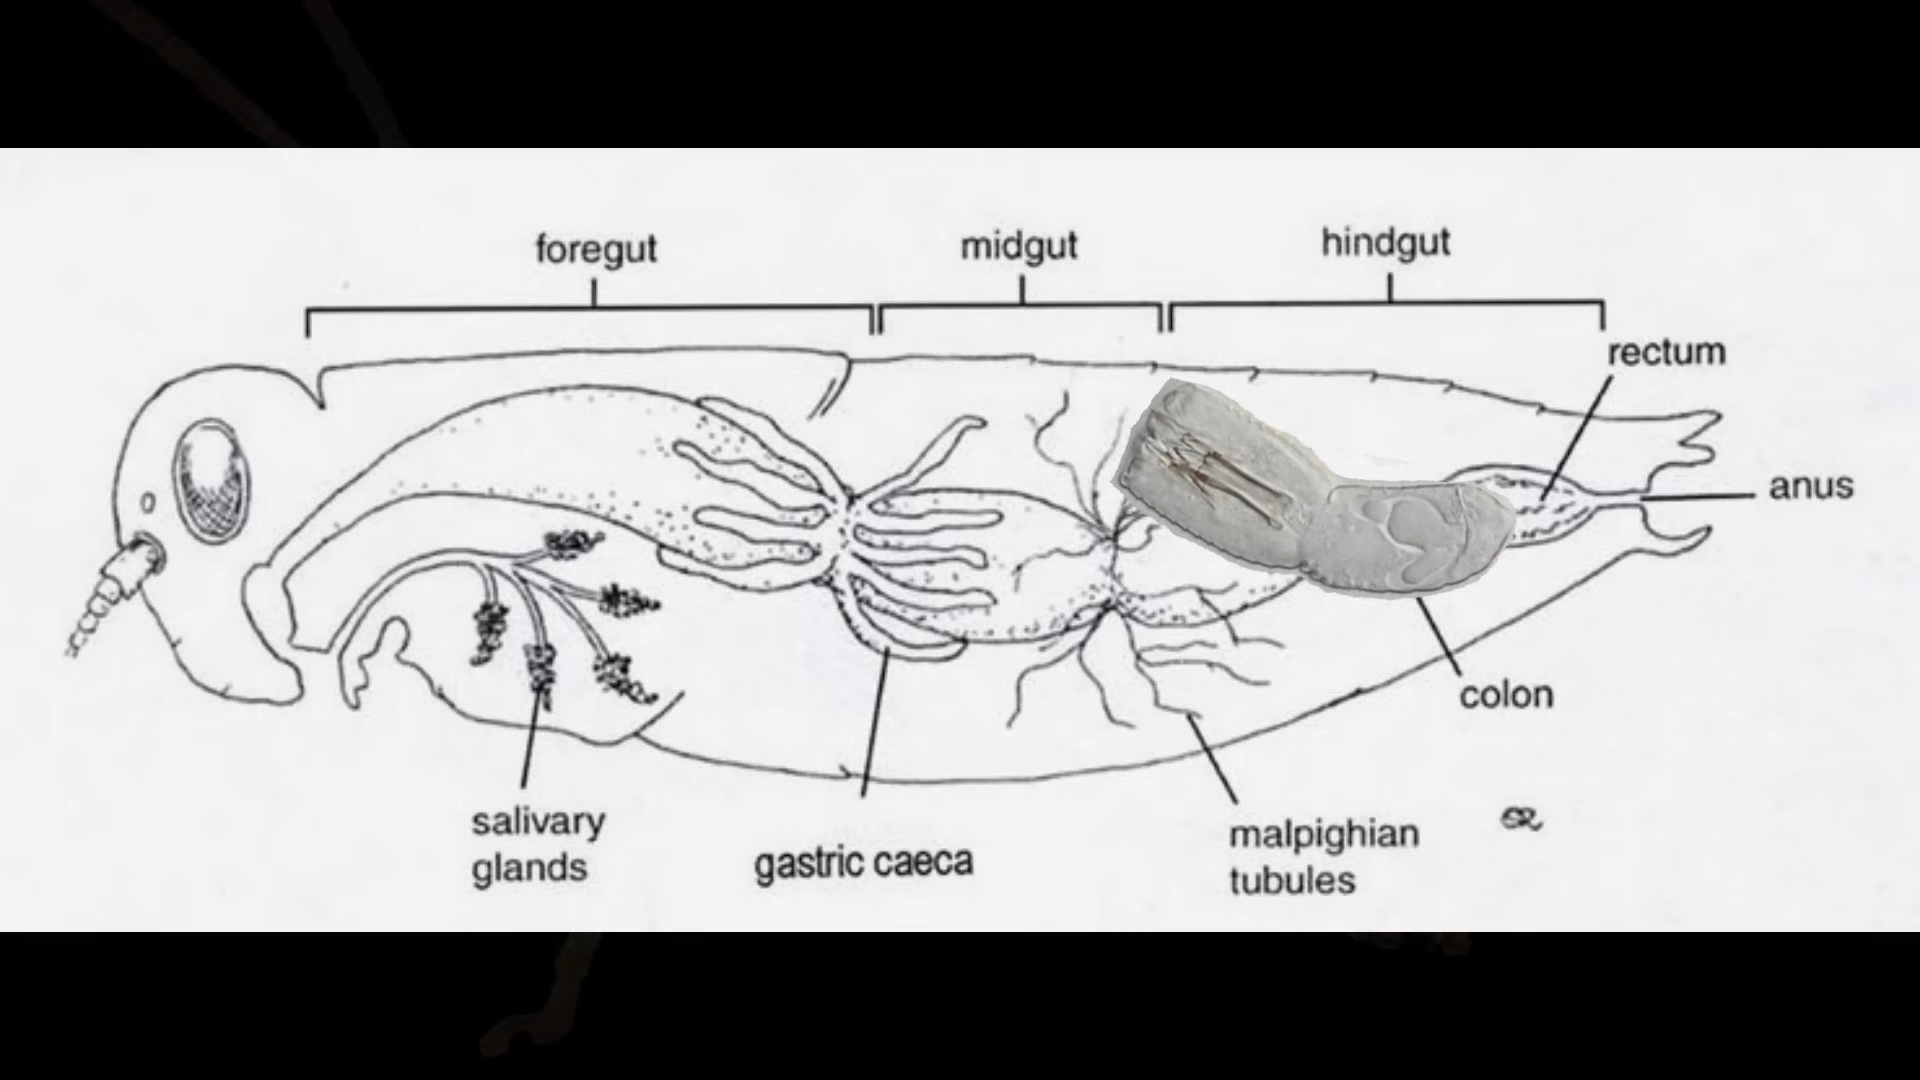 foregut
midgut
hindgut
rectum
anus
colon
salivary
glands
gastric caeca
malpighian
tubules